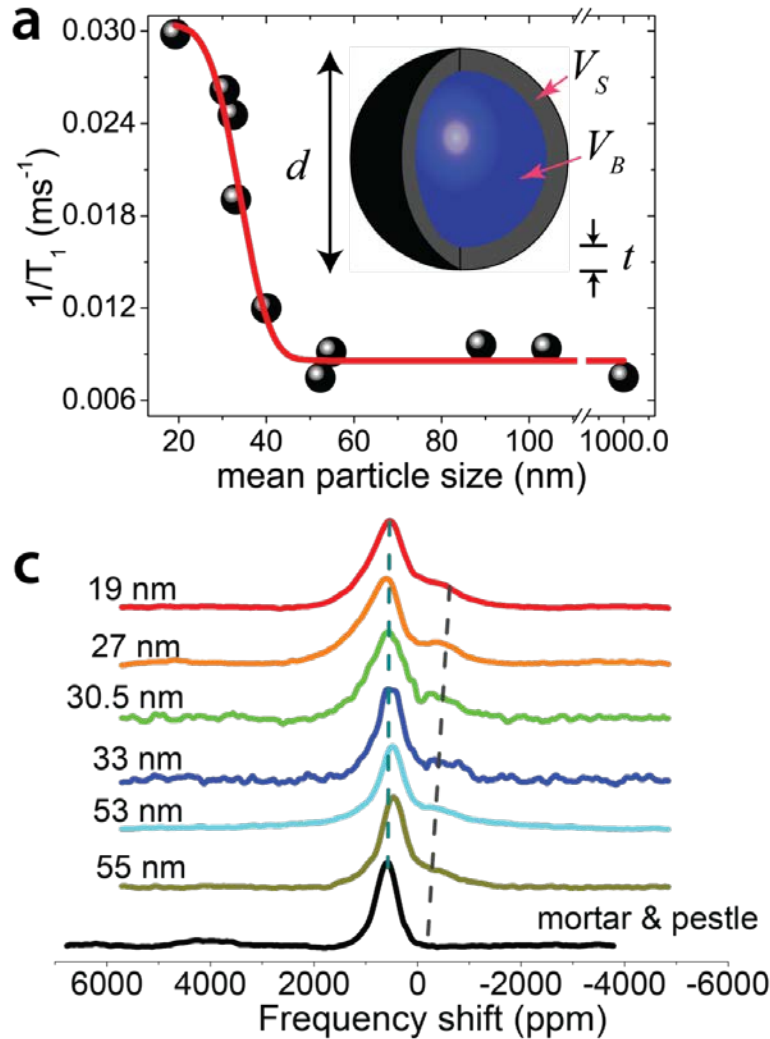 a
0.030
0.024
0.018
0.012
0.006
1/T₁ (ms⁻¹)
d
V_S
V_B
t
20 40 60 80 100 1000.0
mean particle size (nm)
c
19 nm
27 nm
30.5 nm
33 nm
53 nm
55 nm
mortar & pestle
6000 4000 2000 0 -2000 -4000 -6000
Frequency shift (ppm)